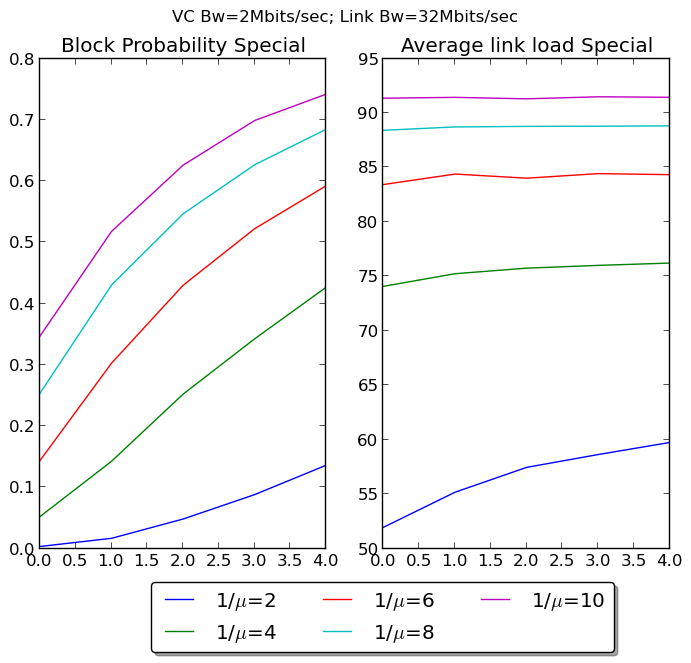 VC Bw=2Mbits/sec; Link Bw=32Mbits/sec
Block Probability Special
Average link load Special
0.8
0.7
0.6
0.5
0.4
0.3
0.2
0.1
0.0
0.0 0.5 1.0 1.5 2.0 2.5 3.0 3.5 4.0
95
90
85
80
75
70
65
60
55
50
0.0 0.5 1.0 1.5 2.0 2.5 3.0 3.5 4.0
1/μ=2 1/μ=6 1/μ=10
1/μ=4 1/μ=8